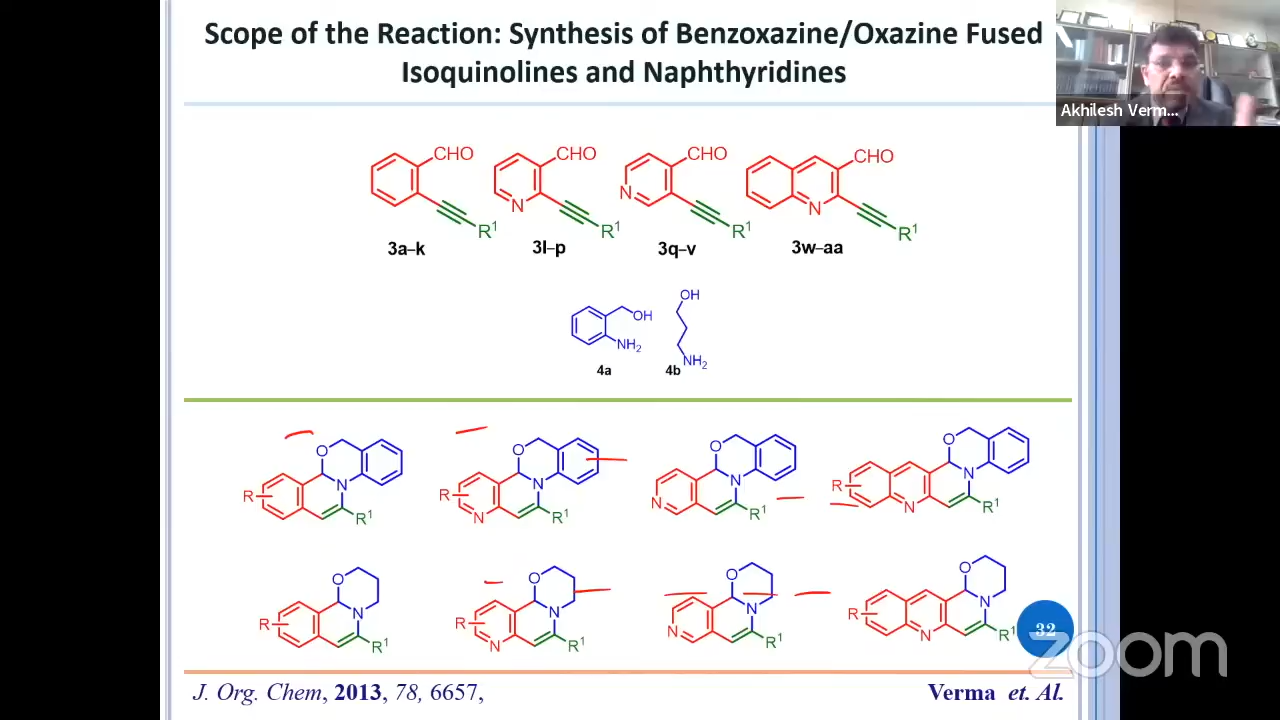 Scope of the Reaction: Synthesis of Benzoxazine/Oxazine Fused
Isoquinolines and Naphthyridines
Akhilesh Verm...
CHO
R¹
3a–k
CHO
N
R¹
3l–p
CHO
N
R¹
3q–v
CHO
N
R¹
3w–aa
OH
NH₂
4a
OH
NH₂
4b
O
N
R
R¹
O
N
R
N
R¹
O
N
N
R¹
O
N
R
N
R¹
O
N
R
R¹
O
N
R
N
R¹
O
N
N
R¹
O
N
R
N
R¹
32
zoom
J. Org. Chem, 2013, 78, 6657,
Verma et. Al.